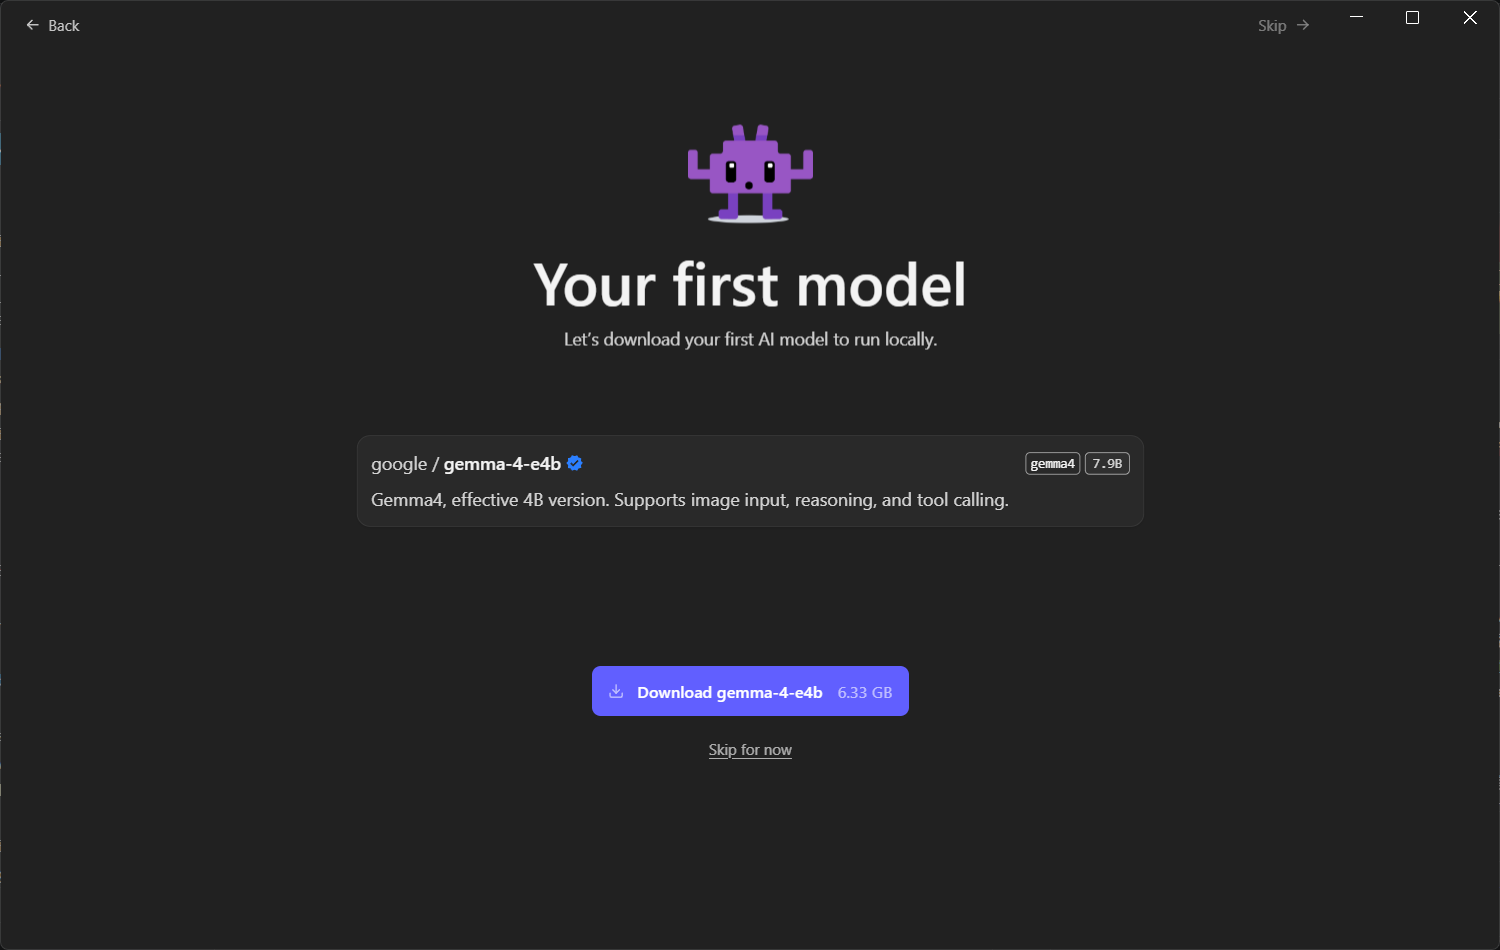 Back
Skip
Your first model
Let's download your first AI model to run locally.
google / gemma-4-e4b
gemma4 7.9B
Gemma4, effective 4B version. Supports image input, reasoning, and tool calling.
Download gemma-4-e4b 6.33 GB
Skip for now